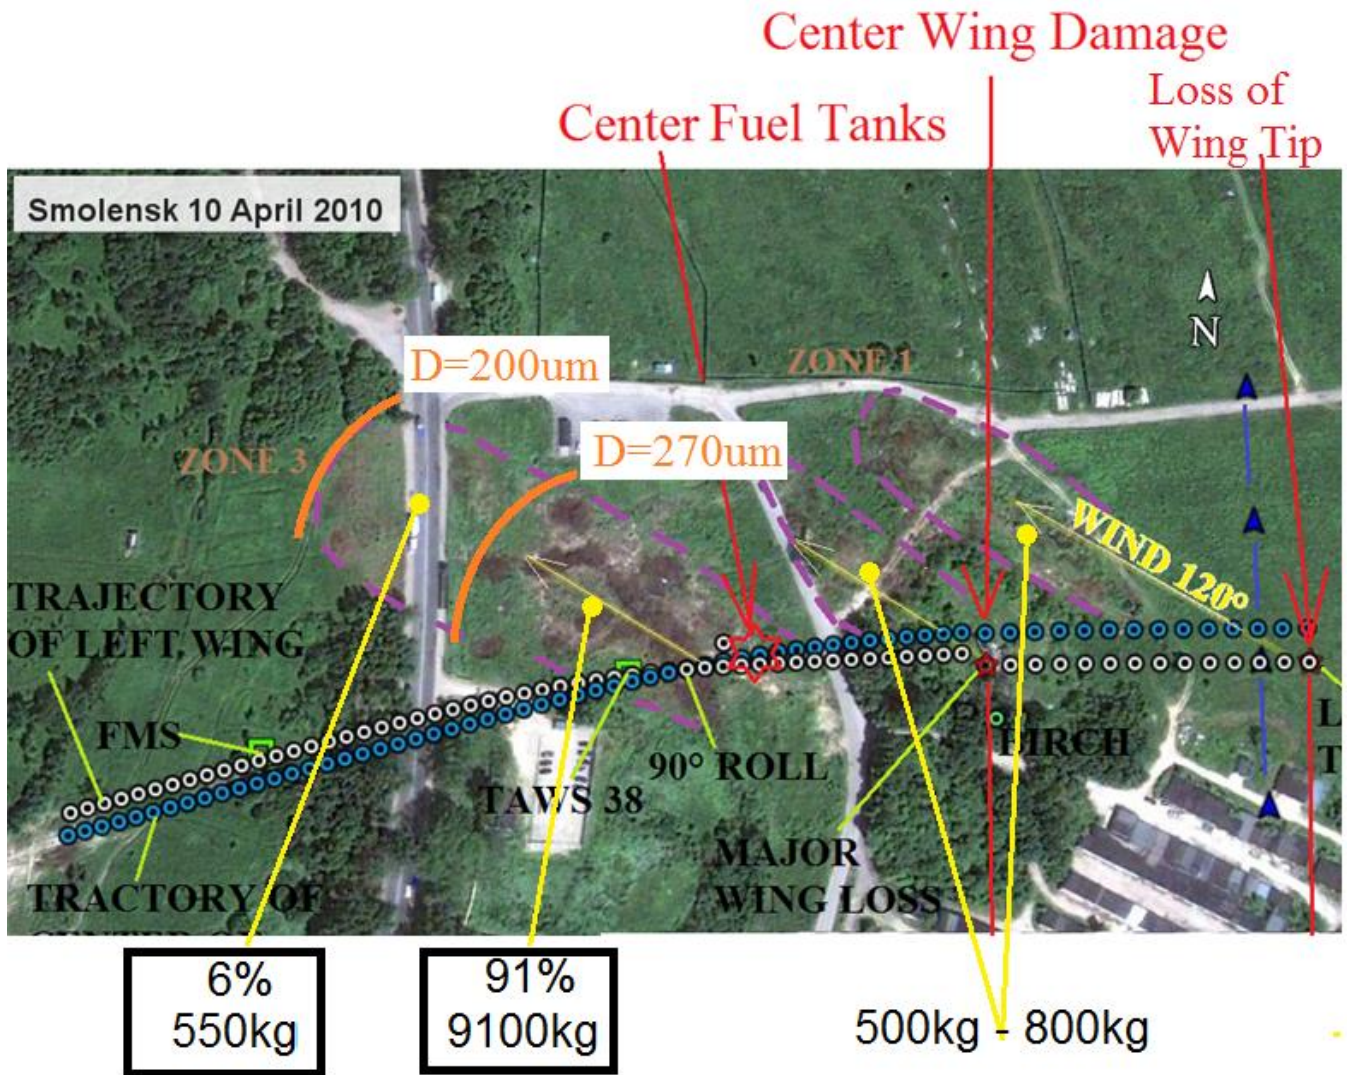 Center Wing Damage
Loss of
Wing Tip
Center Fuel Tanks
Smolensk 10 April 2010
N
D=200um
ZONE 1
ZONE 3
D=270um
WIND 120°
TRAJECTORY
OF LEFT WING
FMS
BIRCH
L
T
90° ROLL
TAWS 38
MAJOR
WING LOSS
TRACTORY OF
6%
550kg
91%
9100kg
500kg - 800kg